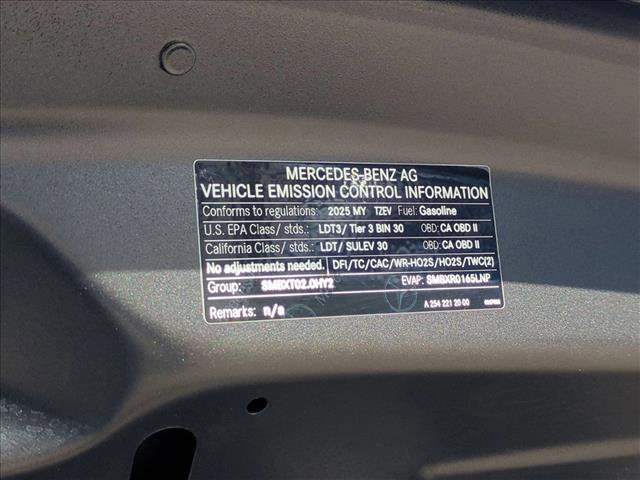 MERCEDES-BENZ AG
VEHICLE EMISSION CONTROL INFORMATION
Conforms to regulations: 2025 MY TZEV Fuel: Gasoline
U.S. EPA Class/ stds.: LDT3/ Tier 3 BIN 30 OBD: CA OBD II
California Class/ stds.: LDT/ SULEV 30 OBD: CA OBD II
No adjustments needed. DFI/TC/CAC/WR-HO2S/HO2S/TWC(2)
Group: SMBXT02.0HY2 EVAP: SMBXR0165LNP
Remarks: n/a A 254 221 20 00